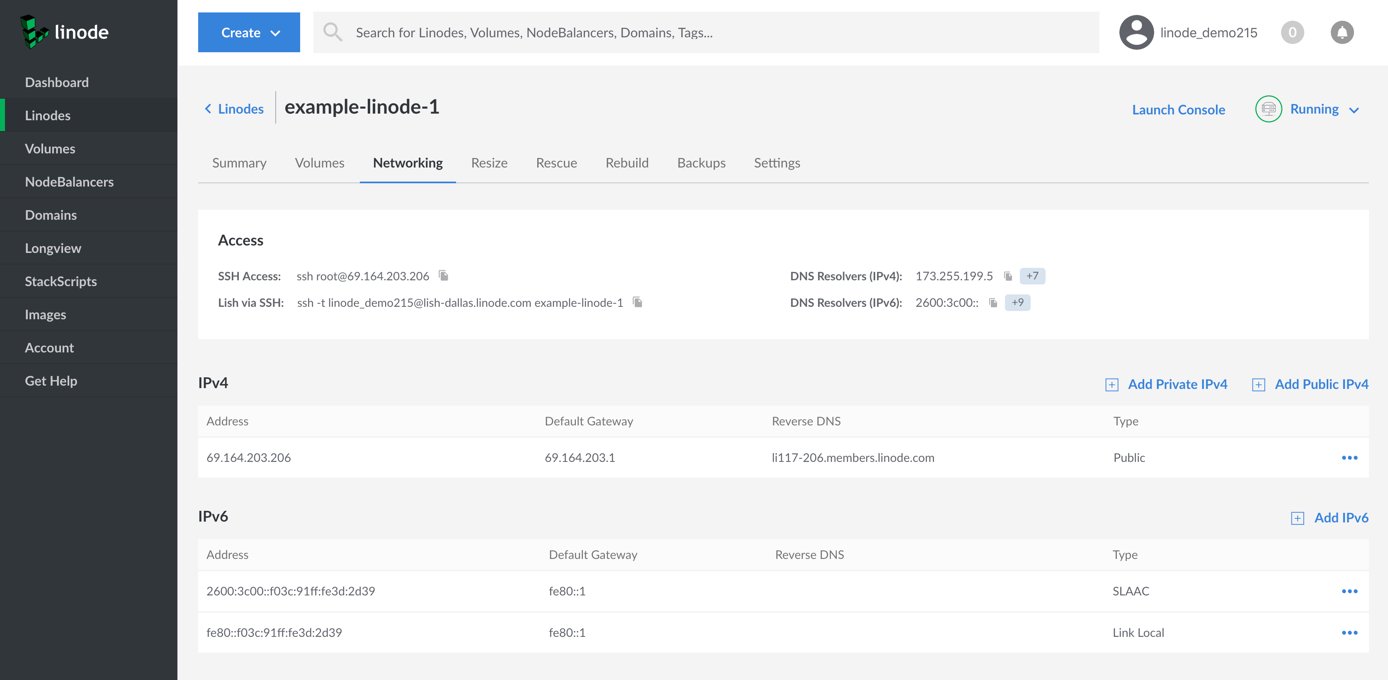 linode
Create
Search for Linodes, Volumes, NodeBalancers, Domains, Tags...
linode_demo215
0
Dashboard
Linodes
Volumes
NodeBalancers
Domains
Longview
StackScripts
Images
Account
Get Help
Linodes
example-linode-1
Launch Console
Running
Summary Volumes Networking Resize Rescue Rebuild Backups Settings
Access
SSH Access: ssh root@69.164.203.206
Lish via SSH: ssh -t linode_demo215@lish-dallas.linode.com example-linode-1
DNS Resolvers (IPv4): 173.255.199.5 +7
DNS Resolvers (IPv6): 2600:3c00:: +9
IPv4
Add Private IPv4 Add Public IPv4
Address Default Gateway Reverse DNS Type
69.164.203.206 69.164.203.1 li117-206.members.linode.com Public
IPv6
Add IPv6
Address Default Gateway Reverse DNS Type
2600:3c00::f03c:91ff:fe3d:2d39 fe80::1 SLAAC
fe80::f03c:91ff:fe3d:2d39 fe80::1 Link Local